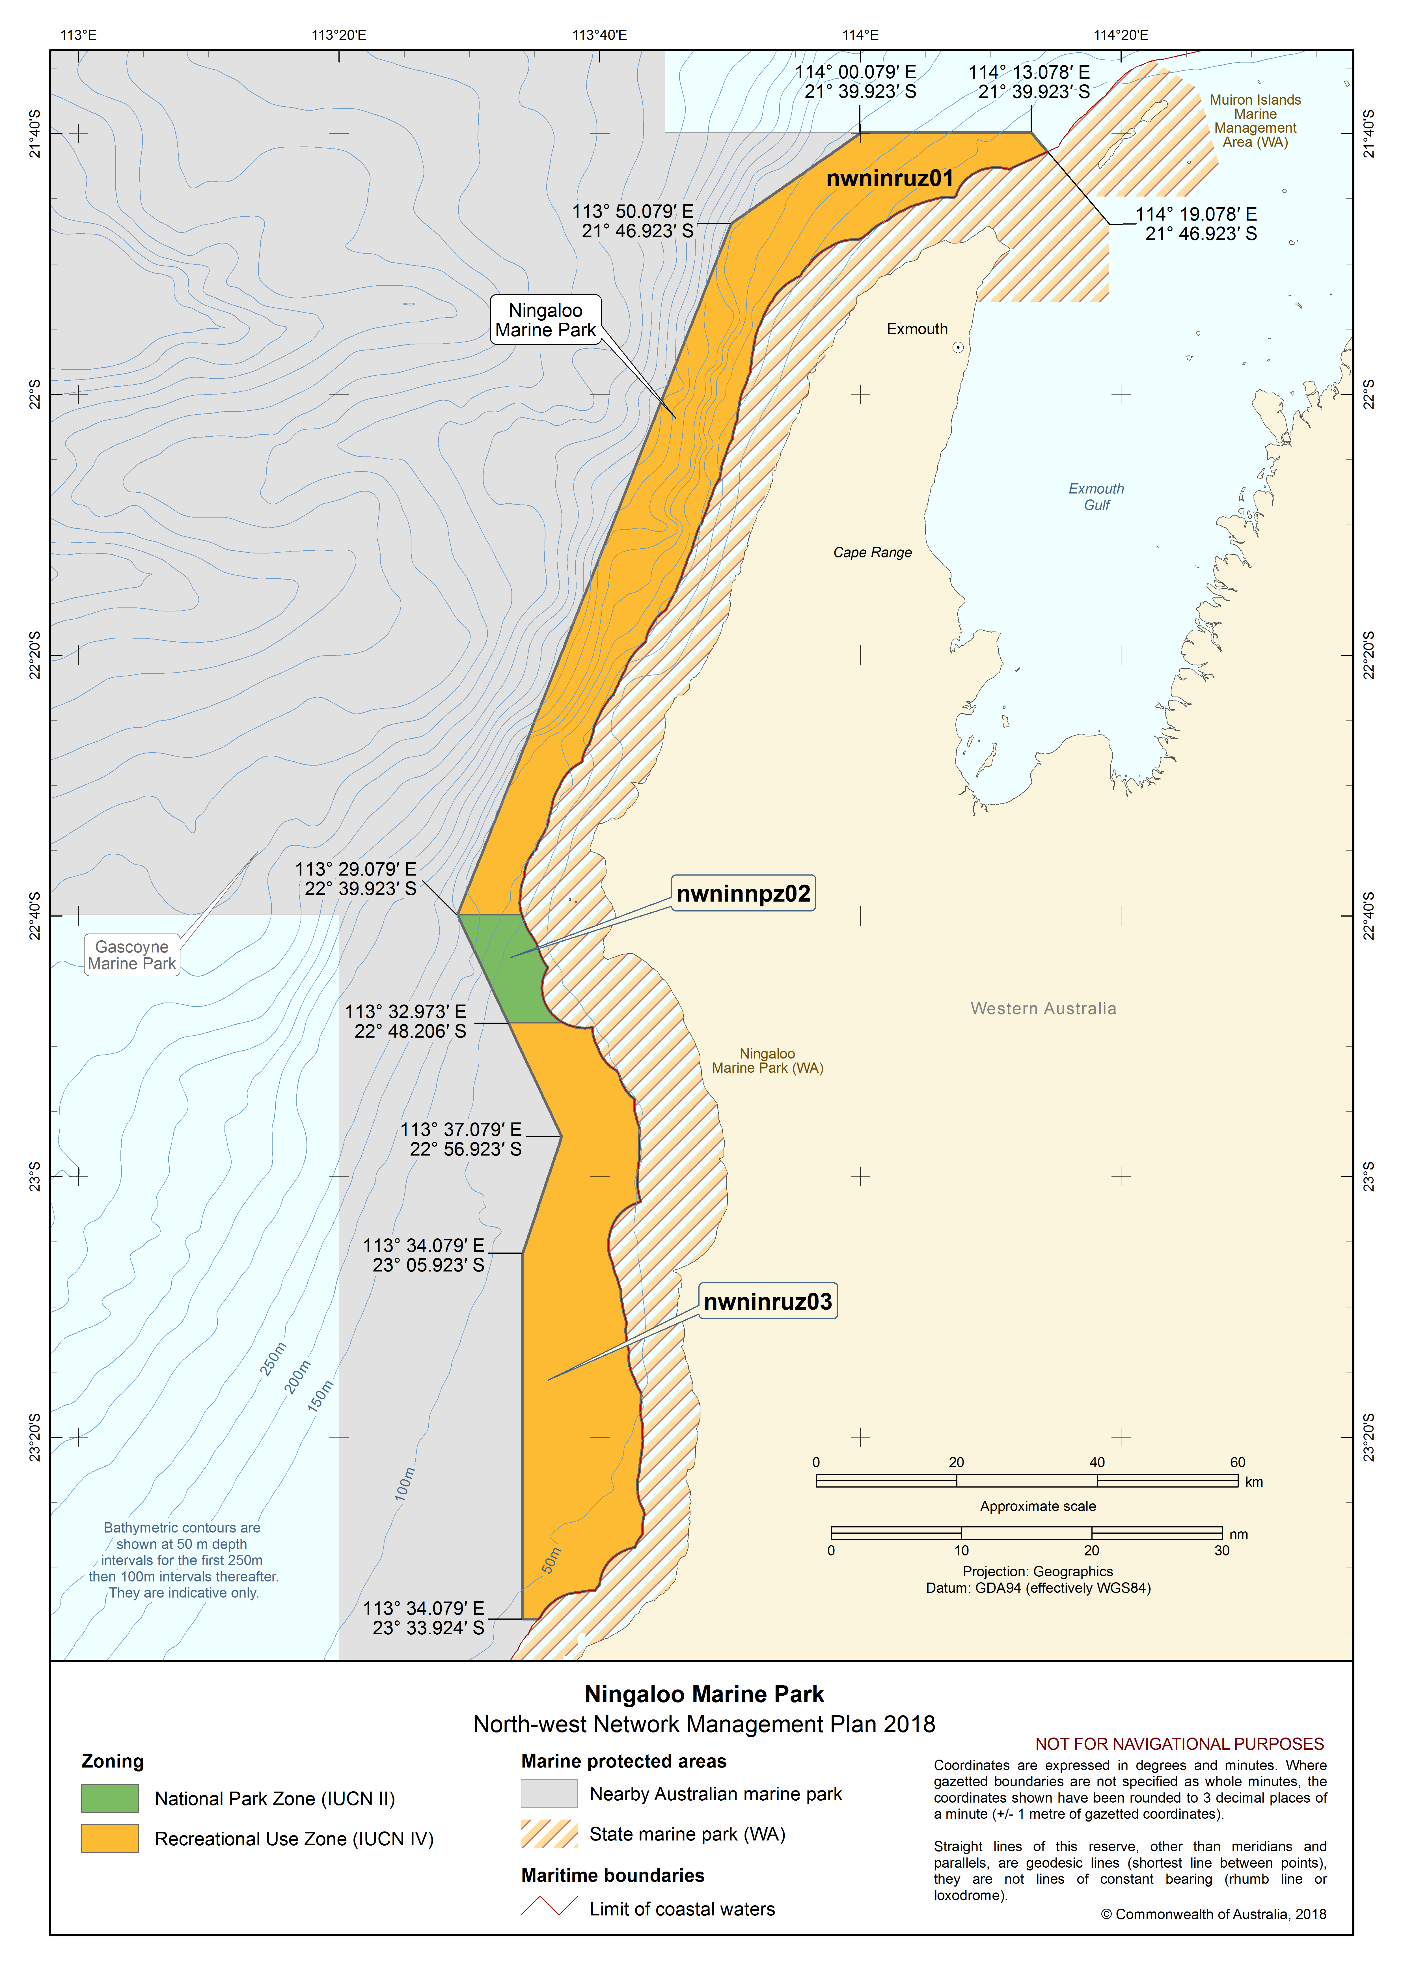 113°E
113°20'E
113°40'E
114°E
114°20'E
114° 00.079′ E
21° 39.923′ S
114° 13.078′ E
21° 39.923′ S
Muiron Islands
Marine
Management
Area (WA)
21°40'S
21°40'S
nwninruz01
113° 50.079′ E
21° 46.923′ S
114° 19.078′ E
21° 46.923′ S
Ningaloo
Marine Park
Exmouth
22°S
22°S
Exmouth
Gulf
Cape Range
22°20'S
22°20'S
113° 29.079′ E
22° 39.923′ S
nwninnpz02
22°40'S
22°40'S
Gascoyne
Marine Park
113° 32.973′ E
22° 48.206′ S
Western Australia
Ningaloo
Marine Park (WA)
113° 37.079′ E
22° 56.923′ S
23°S
23°S
113° 34.079′ E
23° 05.923′ S
nwninruz03
250m
200m
150m
100m
50m
23°20'S
23°20'S
0 20 40 60
km
Approximate scale
nm
0 10 20 30
Projection: Geographics
Datum: GDA94 (effectively WGS84)
Bathymetric contours are
shown at 50 m depth
intervals for the first 250m
then 100m intervals thereafter.
They are indicative only.
113° 34.079′ E
23° 33.924′ S
Ningaloo Marine Park
North-west Network Management Plan 2018
Zoning
National Park Zone (IUCN II)
Recreational Use Zone (IUCN IV)
Marine protected areas
Nearby Australian marine park
State marine park (WA)
Maritime boundaries
Limit of coastal waters
NOT FOR NAVIGATIONAL PURPOSES
Coordinates are expressed in degrees and minutes. Where
gazetted boundaries are not specified as whole minutes, the
coordinates shown have been rounded to 3 decimal places of
a minute (+/- 1 metre of gazetted coordinates).
Straight lines of this reserve, other than meridians and
parallels, are geodesic lines (shortest line between points),
they are not lines of constant bearing (rhumb line or
loxodrome).
© Commonwealth of Australia, 2018